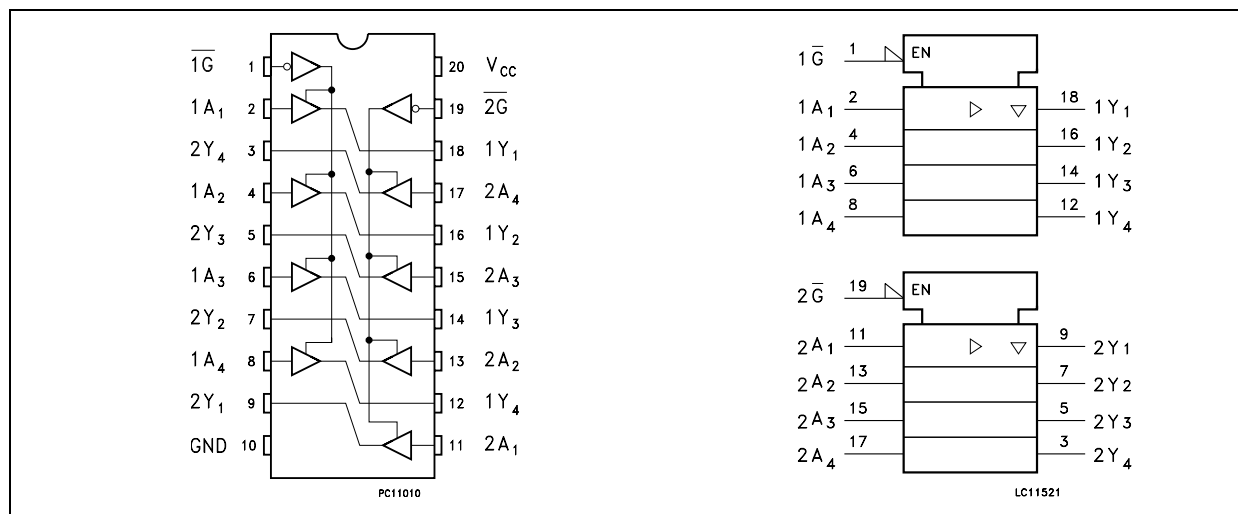 1G̅ 1 20 VCC
1A1 2 19 2G̅
2Y4 3 18 1Y1
1A2 4 17 2A4
2Y3 5 16 1Y2
1A3 6 15 2A3
2Y2 7 14 1Y3
1A4 8 13 2A2
2Y1 9 12 1Y4
GND 10 11 2A1
PC11010
1G̅ 1 EN
1A1 2 18 1Y1
1A2 4 16 1Y2
1A3 6 14 1Y3
1A4 8 12 1Y4
2G̅ 19 EN
2A1 11 9 2Y1
2A2 13 7 2Y2
2A3 15 5 2Y3
2A4 17 3 2Y4
LC11521